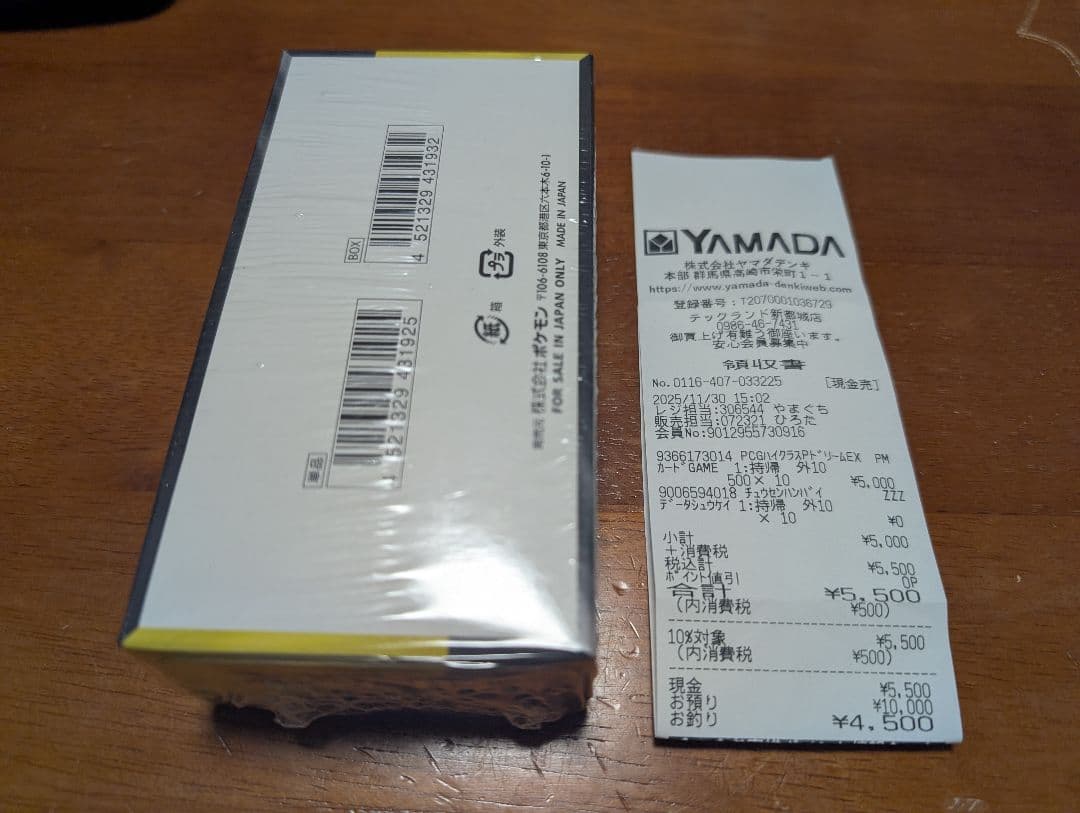 BOX
4 521329 431932
単品
4 521329 431925
紙 箱
プラ 外装
発売元 株式会社ポケモン 〒106-6108 東京都港区六本木6-10-1
FOR SALE IN JAPAN ONLY MADE IN JAPAN
YAMADA
株式会社ヤマダデンキ
本部 群馬県高崎市栄町1-1
https://www.yamada-denkiweb.com
登録番号:T2070001036729
テックランド新都城店
0986-46-7431
御買上げ有難う御座います。
安心会員募集中
領収書
No.0116-407-033225 [現金売]
2025/11/30 15:02
レジ担当:306544 やまぐち
販売担当:072321 ひろた
会員No:9012955730916
9366173014 PCGハイクラスPドリームEX PM
カードGAME 1:持帰 外10
500× 10 ¥5,000
9006594018 チュウセンハンバイ ZZZ
データシュウケイ 1:持帰 外10
× 10 ¥0
小計 ¥5,000
+消費税
税込計 ¥5,500
ポイント値引 0P
合計 ¥5,500
(内消費税 ¥500)
10%対象 ¥5,500
(内消費税 ¥500)
現金 ¥5,500
お預り ¥10,000
お釣り ¥4,500